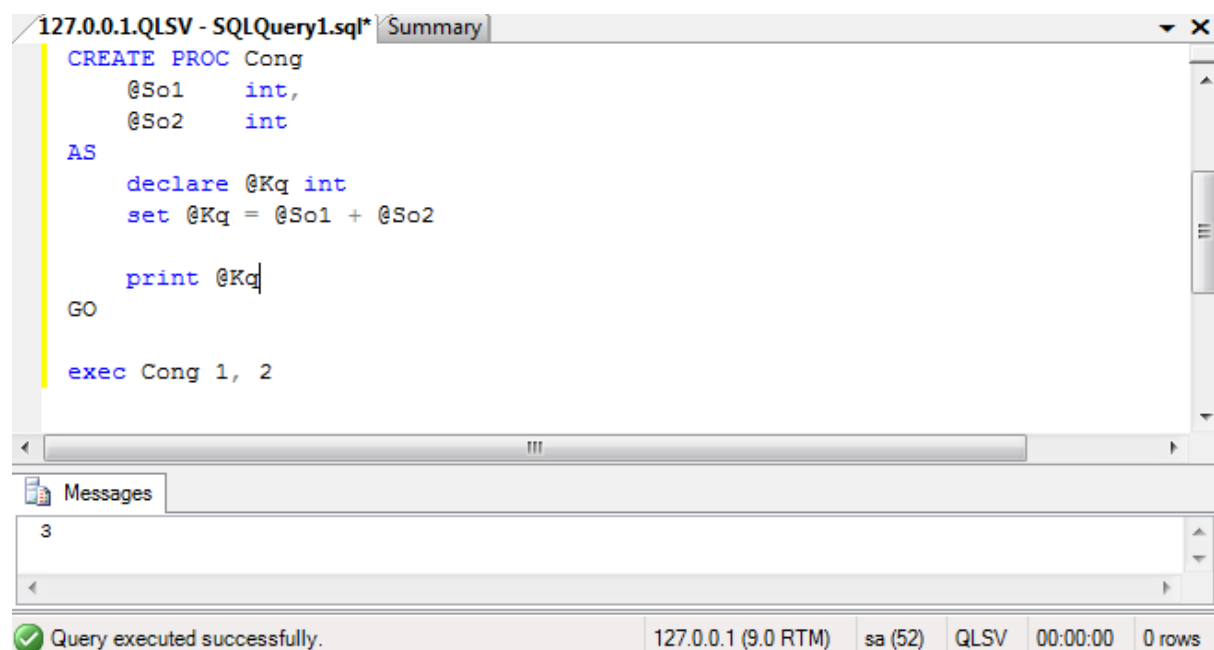 127.0.0.1.QLSV - SQLQuery1.sql* Summary
CREATE PROC Cong
@So1 int,
@So2 int
AS
declare @Kq int
set @Kq = @So1 + @So2
print @Kq
GO
exec Cong 1, 2
Messages
3
Query executed successfully. 127.0.0.1 (9.0 RTM) sa (52) QLSV 00:00:00 0 rows